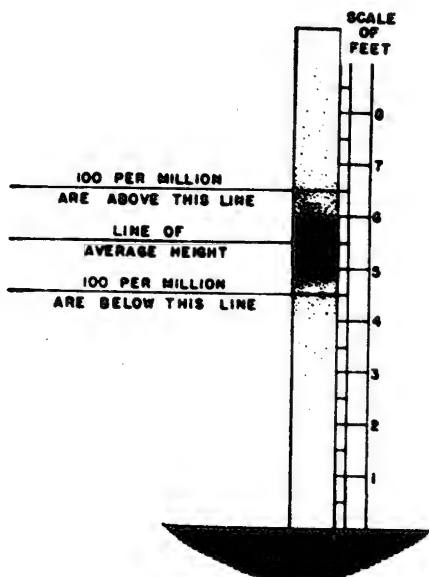 SCALE
OF
FEET
8
7
100 PER MILLION
ARE ABOVE THIS LINE
6
LINE OF
AVERAGE HEIGHT
5
100 PER MILLION
ARE BELOW THIS LINE
4
3
2
1